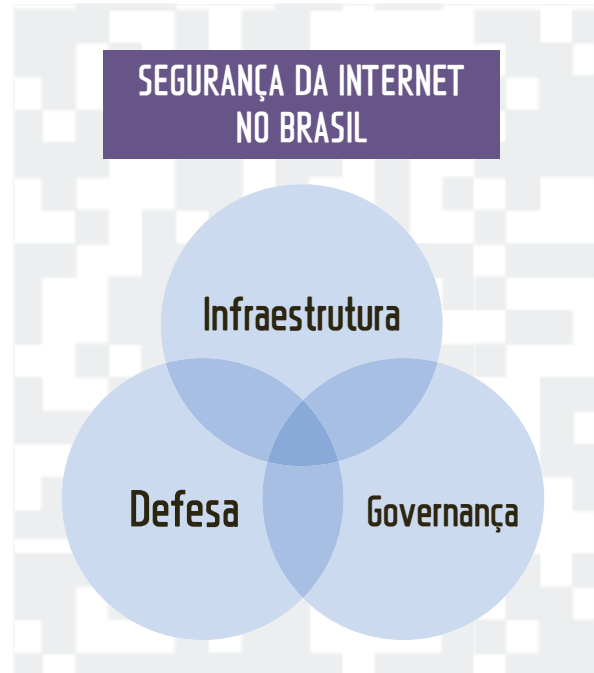 SEGURANÇA DA INTERNET
NO BRASIL
Infraestrutura
Defesa
Governança